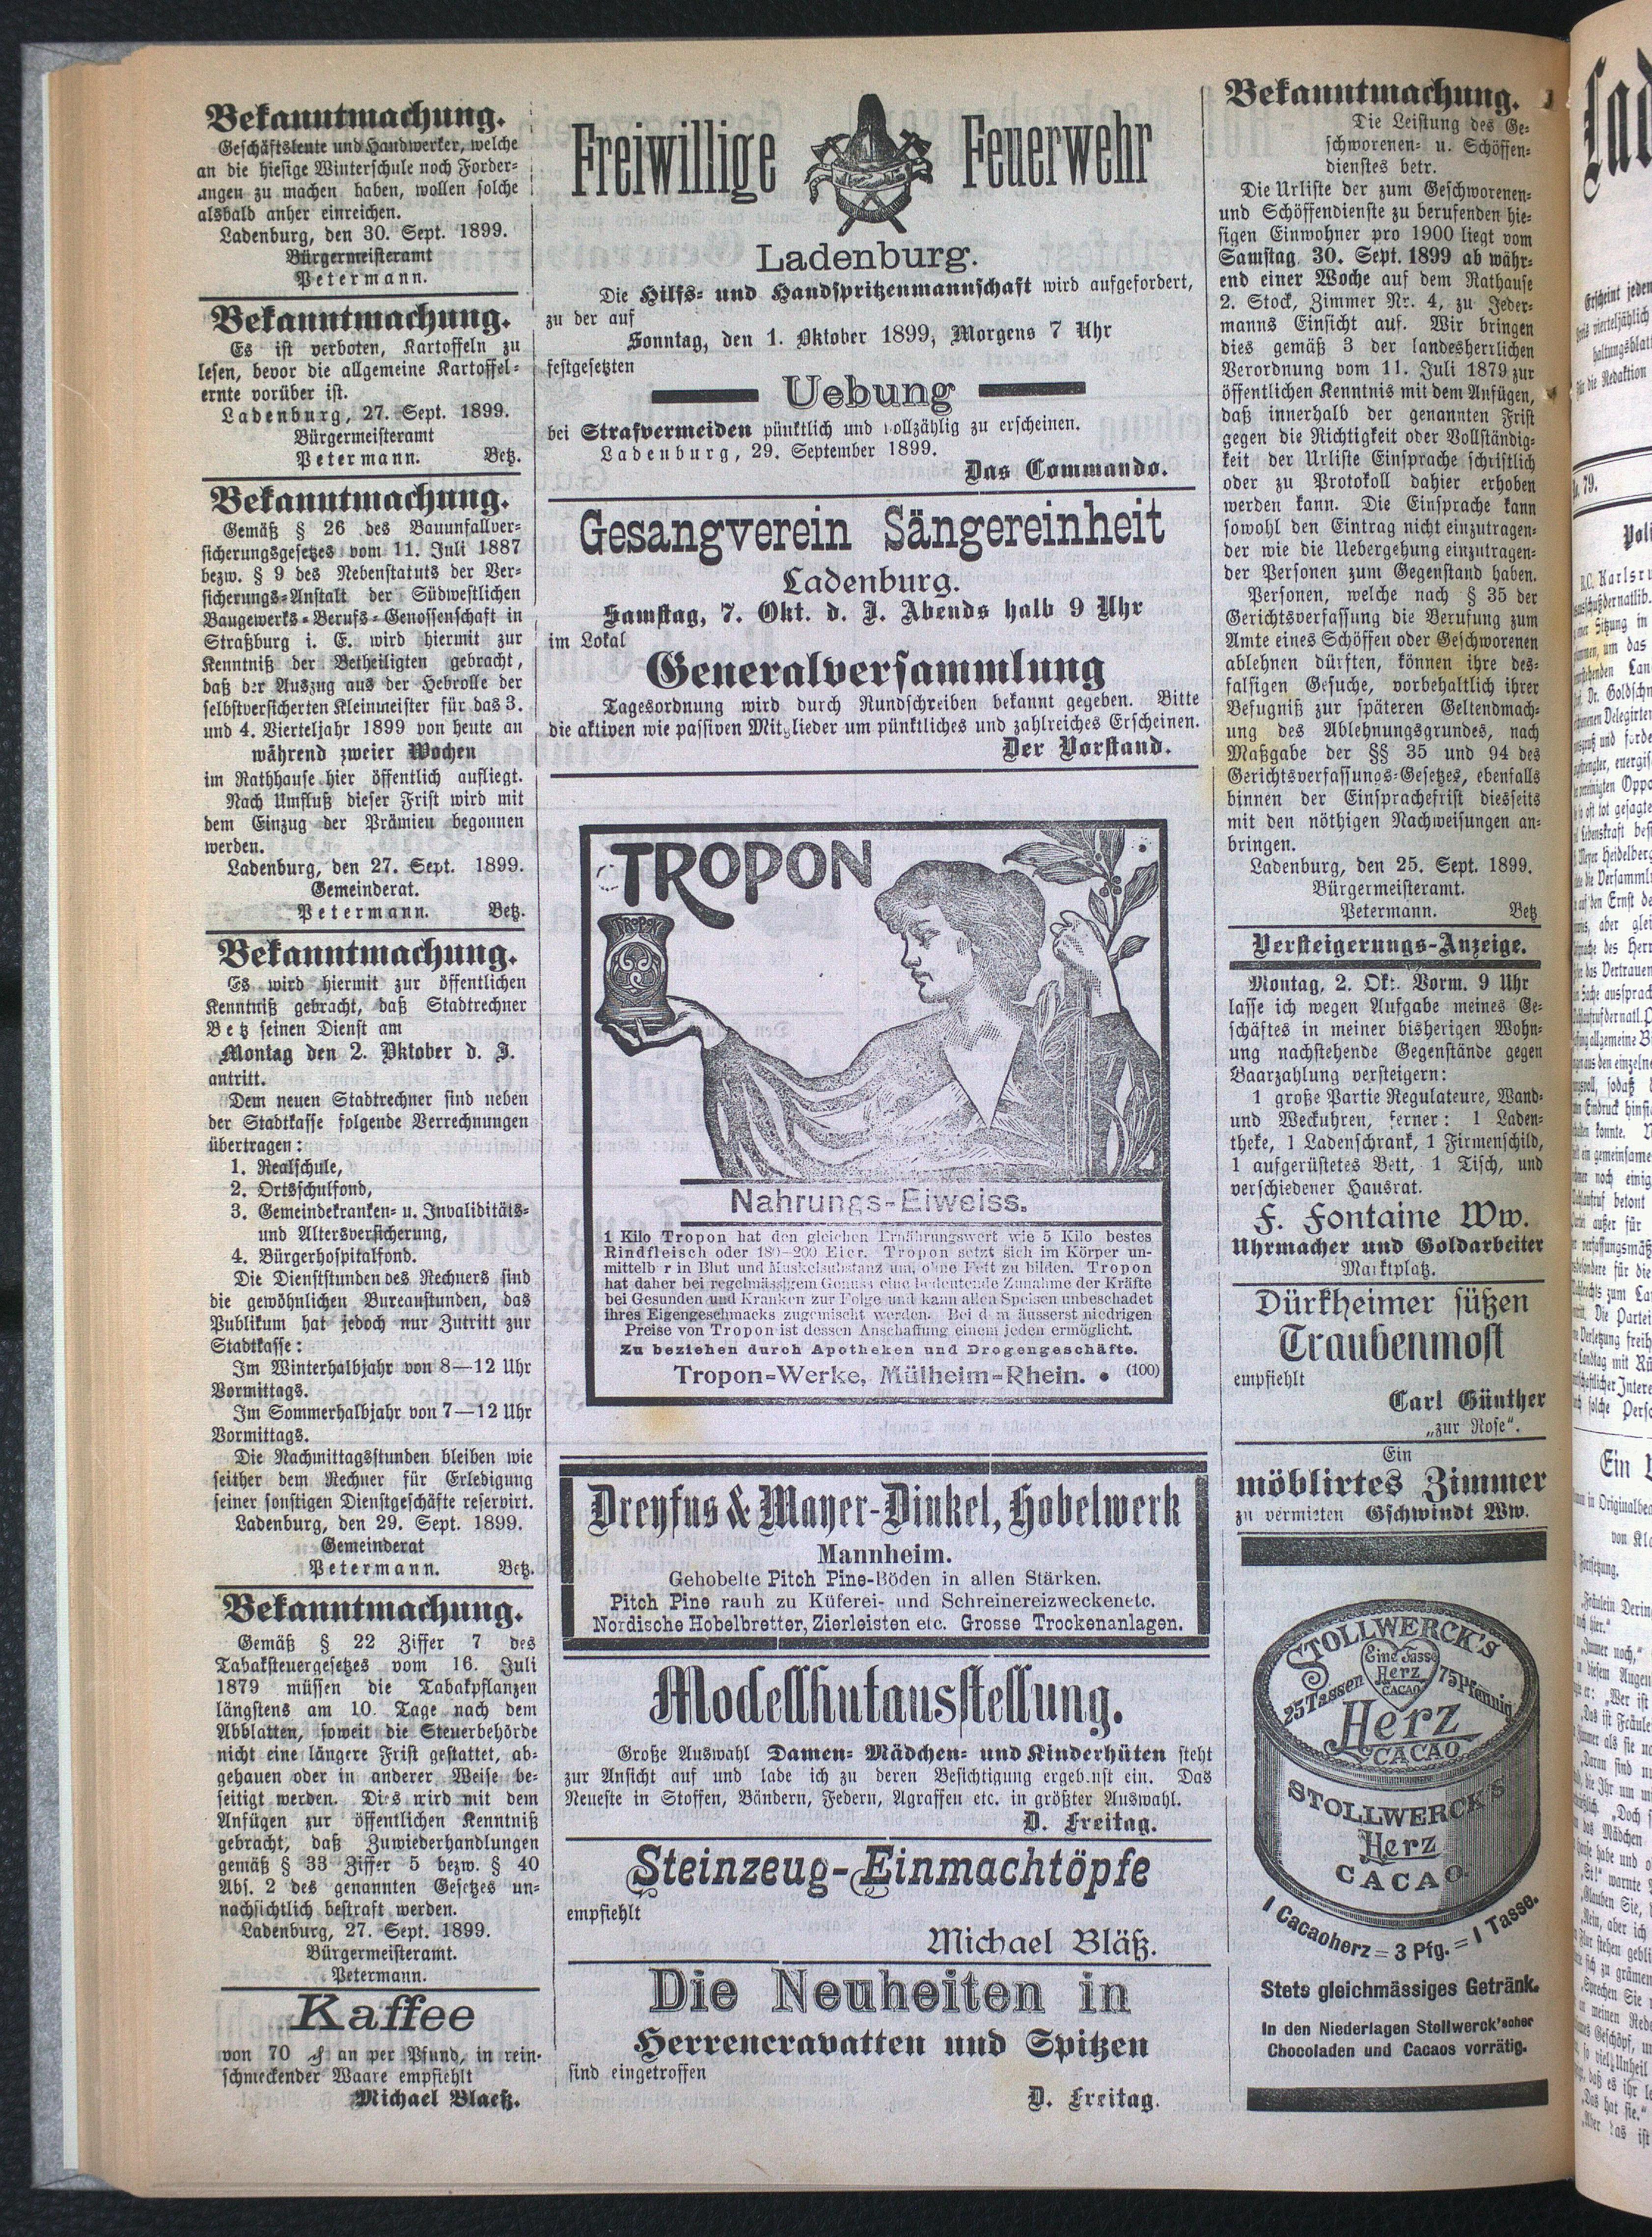 Bekanntmachung.
Geschäftsleute und Handwerker, welche
an die hiesige Winterschule noch Forder-
ungen zu machen haben, wollen solche
alsbald anher einreichen.
Ladenburg, den 30. Sept. 1899.
Bürgermeisteramt
Petermann.
Bekanntmachung.
Es ist verboten, Kartoffeln zu
lesen, bevor die allgemeine Kartoffel-
ernte vorüber ist.
Ladenburg, 27. Sept. 1899.
Bürgermeisteramt
Petermann. Betz.
Bekanntmachung.
Gemäß § 26 des Bauunfallver-
sicherungsgesetzes vom 11. Juli 1887
bezw. § 9 des Nebenstatuts der Ver-
sicherungs-Anstalt der Südwestlichen
Baugewerks-Berufs-Genossenschaft in
Straßburg i. E. wird hiermit zur
Kenntniß der Betheiligten gebracht,
daß der Auszug aus der Hebrolle der
selbstversicherten Kleinmeister für das 3.
und 4. Vierteljahr 1899 von heute an
während zweier Wochen
im Rathhause hier öffentlich aufliegt.
Nach Umfluß dieser Frist wird mit
dem Einzug der Prämien begonnen
werden.
Ladenburg, den 27. Sept. 1899.
Gemeinderat.
Petermann. Betz.
Bekanntmachung.
Es wird hiermit zur öffentlichen
Kenntniß gebracht, daß Stadtrechner
Betz seinen Dienst am
Montag den 2. Oktober d. J.
antritt.
Dem neuen Stadtrechner sind neben
der Stadtkasse folgende Verrechnungen
übertragen:
1. Realschule,
2. Ortsschulfond,
3. Gemeindekranken- u. Invaliditäts-
und Altersversicherung,
4. Bürgerhospitalfond.
Die Dienststunden des Rechners sind
die gewöhnlichen Bureaustunden, das
Publikum hat jedoch nur Zutritt zur
Stadtkasse:
Im Winterhalbjahr von 8—12 Uhr
Vormittags.
Im Sommerhalbjahr von 7—12 Uhr
Vormittags.
Die Nachmittagsstunden bleiben wie
seither dem Rechner für Erledigung
seiner sonstigen Dienstgeschäfte reservirt.
Ladenburg, den 29. Sept. 1899.
Gemeinderat
Petermann. Betz.
Bekanntmachung.
Gemäß § 22 Ziffer 7 des
Tabaksteuergesetzes vom 16. Juli
1879 müssen die Tabakpflanzen
längstens am 10. Tage nach dem
Abblatten, soweit die Steuerbehörde
nicht eine längere Frist gestattet, ab-
gehauen oder in anderer Weise be-
seitigt werden. Dies wird mit dem
Anfügen zur öffentlichen Kenntniß
gebracht, daß Zuwiederhandlungen
gemäß § 33 Ziffer 5 bezw. § 40
Abs. 2 des genannten Gesetzes un-
nachsichtlich bestraft werden.
Ladenburg, 27. Sept. 1899.
Bürgermeisteramt.
Petermann.
Kaffee
von 70 ₰ an per Pfund, in rein-
schmeckender Waare empfiehlt
Michael Blaeß.
Freiwillige Feuerwehr
Ladenburg.
Die Hilfs- und Handspritzenmannschaft wird aufgefordert,
zu der auf
Sonntag, den 1. Oktober 1899, Morgens 7 Uhr
festgesetzten
Uebung
bei Strafvermeiden pünktlich und vollzählig zu erscheinen.
Ladenburg, 29. September 1899.
Das Commando.
Gesangverein Sängereinheit
Ladenburg.
Samstag, 7. Okt. d. J. Abends halb 9 Uhr
im Lokal
Generalversammlung
Tagesordnung wird durch Rundschreiben bekannt gegeben. Bitte
die aktiven wie passiven Mitglieder um pünktliches und zahlreiches Erscheinen.
Der Vorstand.
TROPON
TROPON
Nahrungs-Eiweiss.
1 Kilo Tropon hat den gleichen Ernährungswert wie 5 Kilo bestes
Rindfleisch oder 180-200 Eier. Tropon setzt sich im Körper un-
mittelbar in Blut und Muskelsubstanz um, ohne Fett zu bilden. Tropon
hat daher bei regelmässigem Genuss eine bedeutende Zunahme der Kräfte
bei Gesunden und Kranken zur Folge und kann allen Speisen unbeschadet
ihres Eigengeschmacks zugemischt werden. Bei dem äusserst niedrigen
Preise von Tropon ist dessen Anschaffung einem jeden ermöglicht.
Zu beziehen durch Apotheken und Drogengeschäfte.
Tropon-Werke, Mülheim-Rhein. • (100)
Dreyfus & Mayer-Dinkel, Hobelwerk
Mannheim.
Gehobelte Pitch Pine-Böden in allen Stärken.
Pitch Pine rauh zu Küferei- und Schreinereizwecken etc.
Nordische Hobelbretter, Zierleisten etc. Grosse Trockenanlagen.
Modellhutausstellung.
Große Auswahl Damen- Mädchen- und Kinderhüten steht
zur Ansicht auf und lade ich zu deren Besichtigung ergebenst ein. Das
Neueste in Stoffen, Bändern, Federn, Agraffen etc. in größter Auswahl.
D. Freitag.
Steinzeug-Einmachtöpfe
empfiehlt
Michael Bläß.
Die Neuheiten in
Herrencravatten und Spitzen
sind eingetroffen
D. Freitag.
Bekanntmachung.
Die Leistung des Ge-
schworenen- u. Schöffen-
dienstes betr.
Die Urliste der zum Geschworenen-
und Schöffendienste zu berufenden hie-
sigen Einwohner pro 1900 liegt vom
Samstag, 30. Sept. 1899 ab währ-
end einer Woche auf dem Rathause
2. Stock, Zimmer Nr. 4, zu Jeder-
manns Einsicht auf. Wir bringen
dies gemäß 3 der landesherrlichen
Verordnung vom 11. Juli 1879 zur
öffentlichen Kenntnis mit dem Anfügen,
daß innerhalb der genannten Frist
gegen die Richtigkeit oder Vollständig-
keit der Urliste Einsprache schriftlich
oder zu Protokoll dahier erhoben
werden kann. Die Einsprache kann
sowohl den Eintrag nicht einzutragen-
der wie die Uebergehung einzutragen-
der Personen zum Gegenstand haben.
Personen, welche nach § 35 der
Gerichtsverfassung die Berufung zum
Amte eines Schöffen oder Geschworenen
ablehnen dürften, können ihre des-
falsigen Gesuche, vorbehaltlich ihrer
Befugniß zur späteren Geltendmach-
ung des Ablehnungsgrundes, nach
Maßgabe der §§ 35 und 94 des
Gerichtsverfassungs-Gesetzes, ebenfalls
binnen der Einsprachefrist diesseits
mit den nöthigen Nachweisungen an-
bringen.
Ladenburg, den 25. Sept. 1899.
Bürgermeisteramt.
Petermann. Betz
Versteigerungs-Anzeige.
Montag, 2. Okt. Vorm. 9 Uhr
lasse ich wegen Aufgabe meines Ge-
schäftes in meiner bisherigen Wohn-
ung nachstehende Gegenstände gegen
Baarzahlung versteigern:
1 große Partie Regulateure, Wand-
und Weckuhren, ferner: 1 Laden-
theke, 1 Ladenschrank, 1 Firmenschild,
1 aufgerüstetes Bett, 1 Tisch, und
verschiedener Hausrat.
F. Fontaine Ww.
Uhrmacher und Goldarbeiter
Marktplatz.
Dürkheimer süßen
Traubenmost
empfiehlt
Carl Günther
„zur Rose".
Ein
möblirtes Zimmer
zu vermieten Gschwindt Ww.
STOLLWERCK'S
Eine Tasse
Herz
CACAO
25 Tassen 75 Pfennig
Herz
CACAO
STOLLWERCK'S
Herz
CACAO
1 Cacaoherz = 3 Pfg. = 1 Tasse.
Stets gleichmässiges Getränk.
In den Niederlagen Stollwerck'scher
Chocoladen und Cacaos vorrätig.